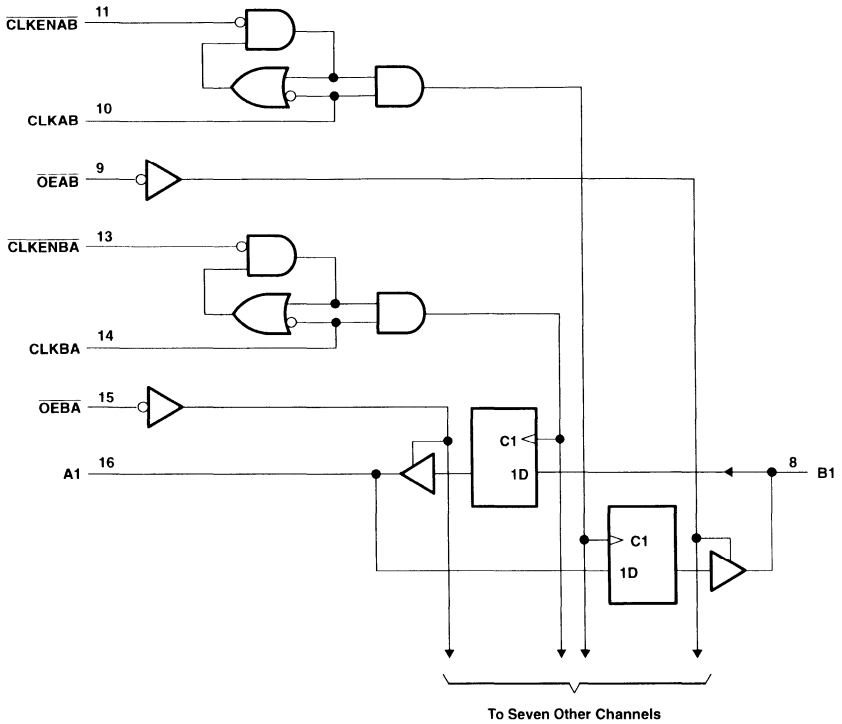 11
CLKENAB
10
CLKAB
9
OEAB
13
CLKENBA
14
CLKBA
15
OEBA
C1
16
A1
1D
8
B1
C1
1D
To Seven Other Channels